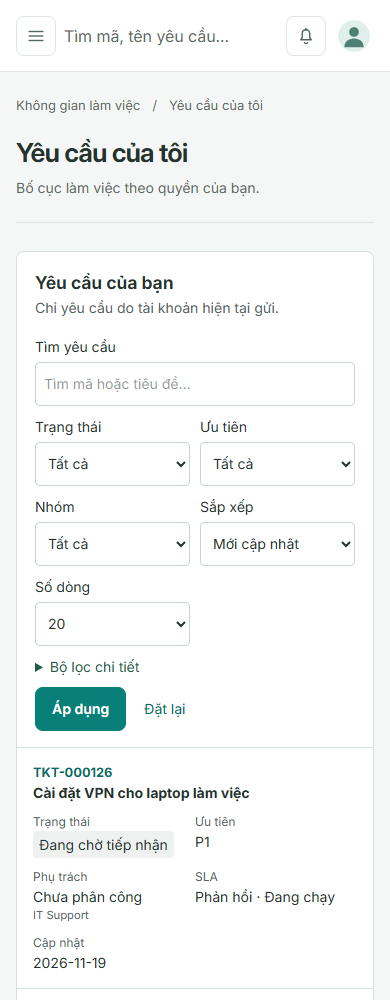 Tìm mã, tên yêu cầu...
Không gian làm việc / Yêu cầu của tôi
Yêu cầu của tôi
Bố cục làm việc theo quyền của bạn.
Yêu cầu của bạn
Chỉ yêu cầu do tài khoản hiện tại gửi.
Tìm yêu cầu
Tìm mã hoặc tiêu đề...
Trạng thái Ưu tiên
Tất cả Tất cả
Nhóm Sắp xếp
Tất cả Mới cập nhật
Số dòng
20
Bộ lọc chi tiết
Áp dụng Đặt lại
TKT-000126
Cài đặt VPN cho laptop làm việc
Trạng thái Ưu tiên
Đang chờ tiếp nhận P1
Phụ trách SLA
Chưa phân công Phản hồi · Đang chạy
IT Support
Cập nhật
2026-11-19